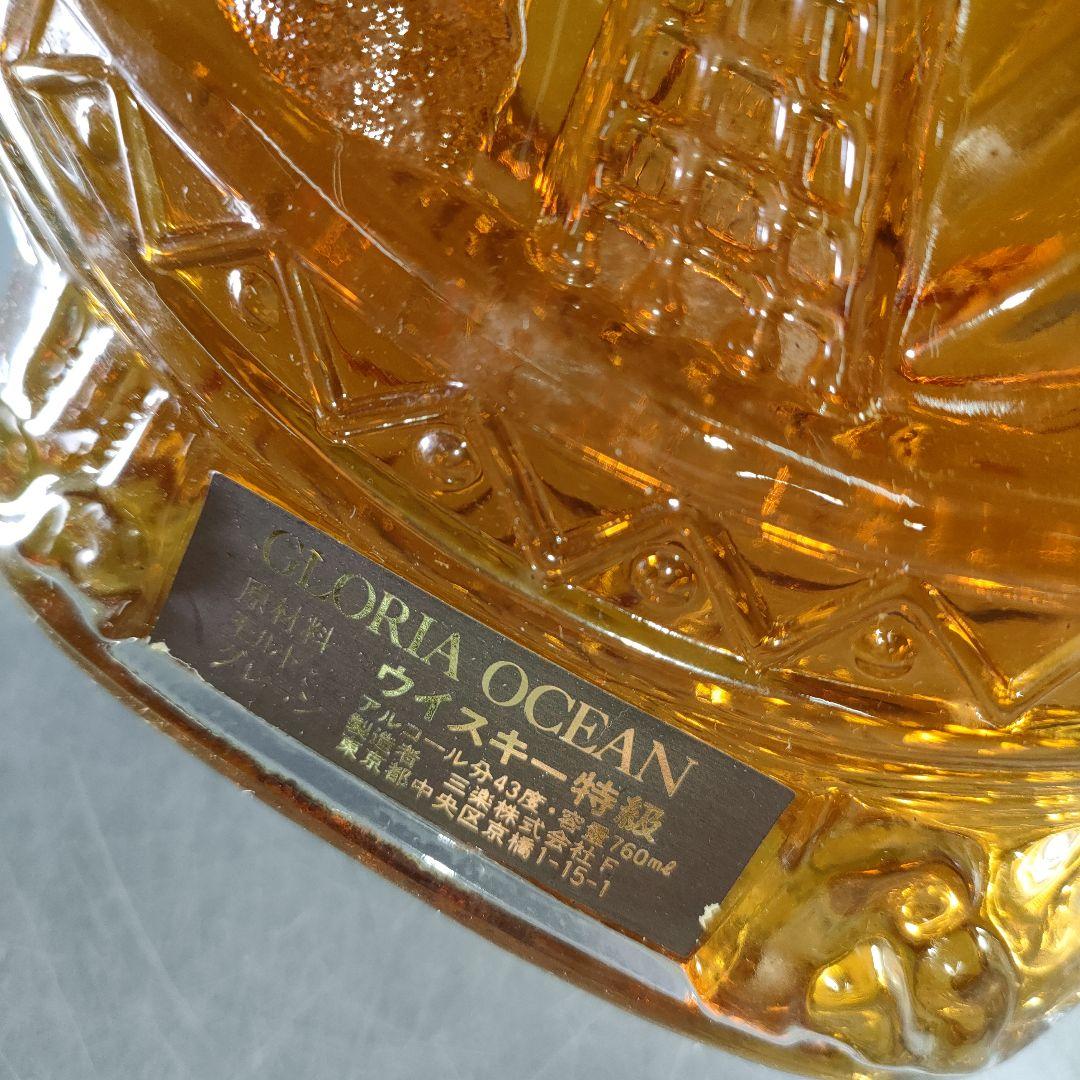 GLORIA OCEAN
ウイスキー特級
原材料
モルト
グレーン
アルコール分43度・容量760ml
製造者 三楽株式会社F
東京都中央区京橋1-15-1